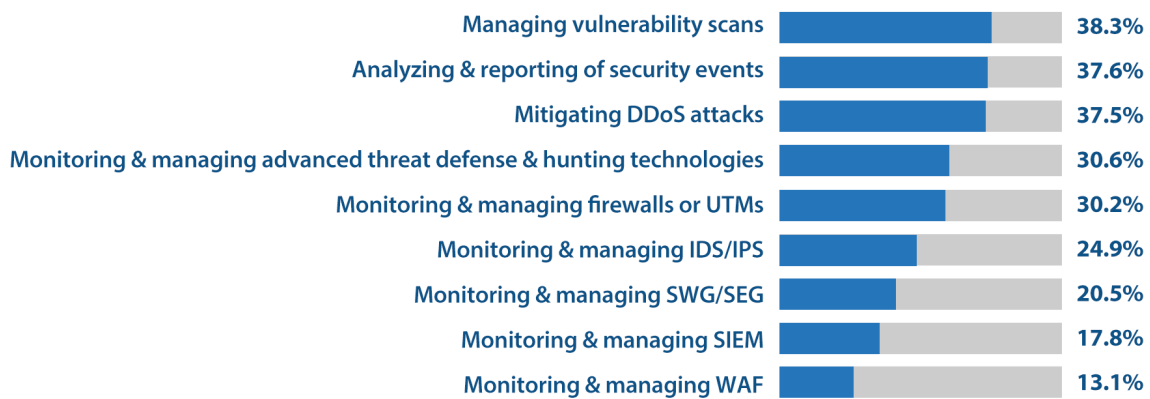 Managing vulnerability scans 38.3%
Analyzing & reporting of security events 37.6%
Mitigating DDoS attacks 37.5%
Monitoring & managing advanced threat defense & hunting technologies 30.6%
Monitoring & managing firewalls or UTMs 30.2%
Monitoring & managing IDS/IPS 24.9%
Monitoring & managing SWG/SEG 20.5%
Monitoring & managing SIEM 17.8%
Monitoring & managing WAF 13.1%